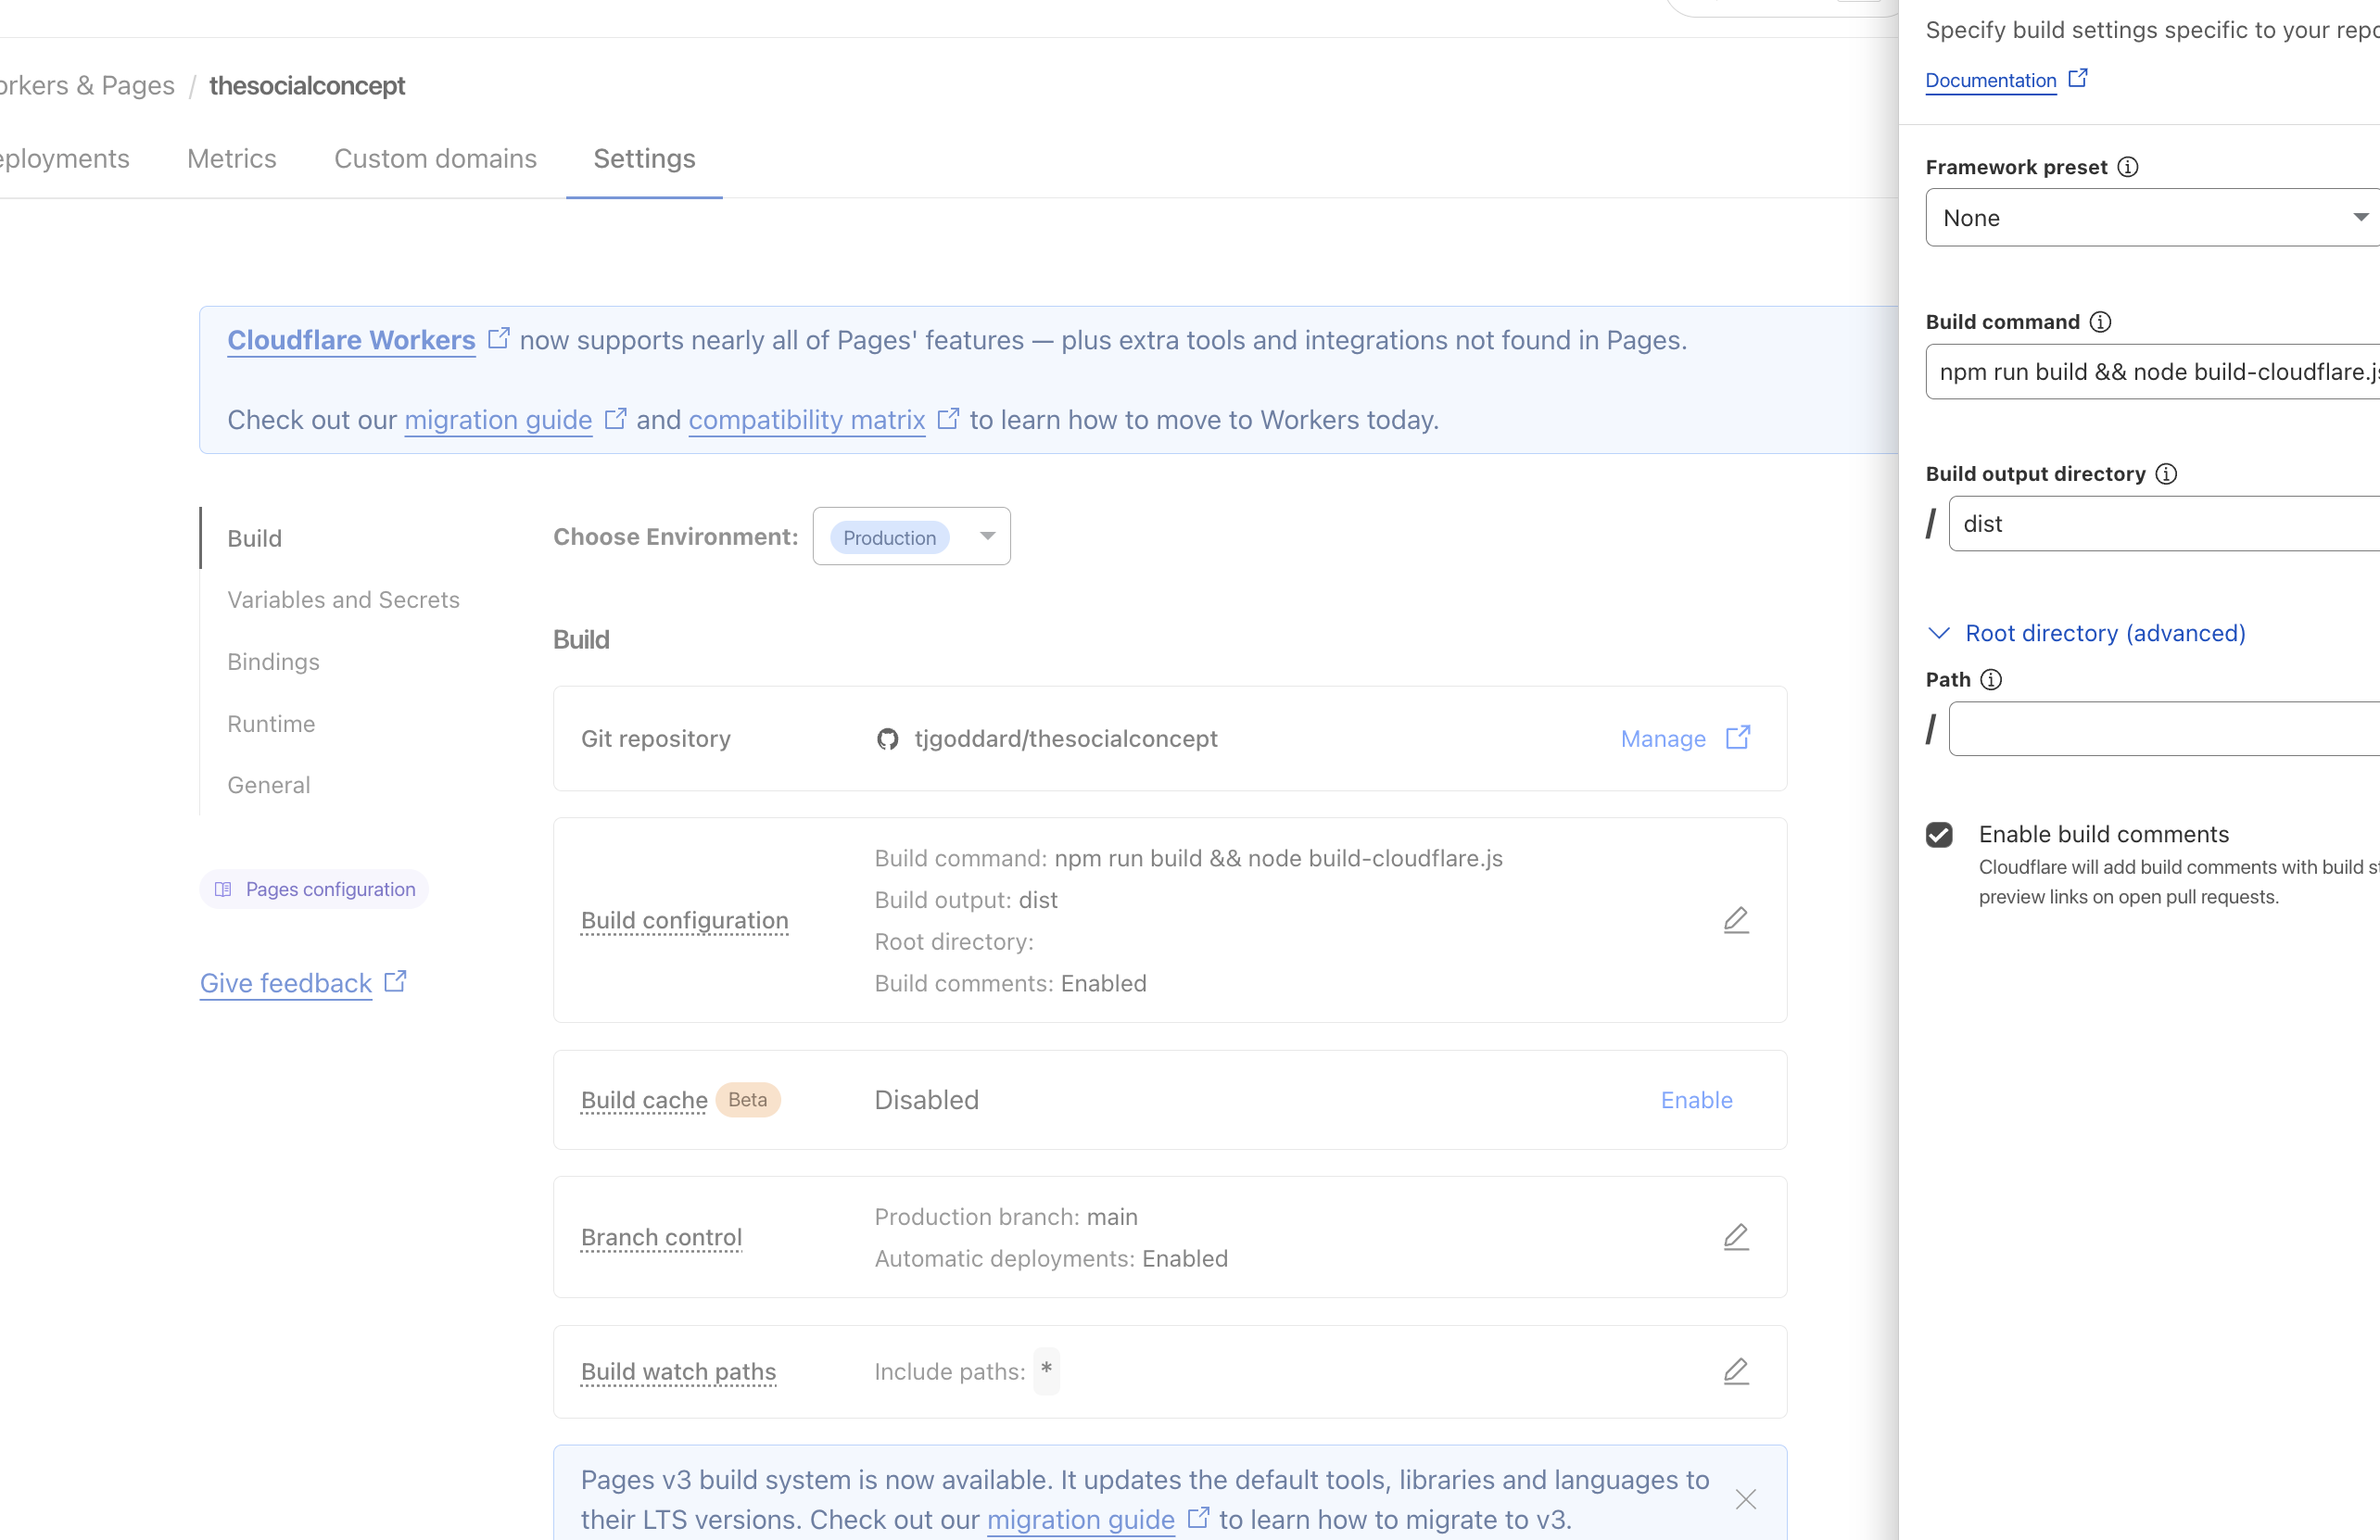 Workers & Pages / thesocialconcept
Deployments Metrics Custom domains Settings
Cloudflare Workers now supports nearly all of Pages' features — plus extra tools and integrations not found in Pages.
Check out our migration guide and compatibility matrix to learn how to move to Workers today.
Build
Variables and Secrets
Bindings
Runtime
General
Pages configuration
Give feedback
Choose Environment: Production
Build
Git repository tjgoddard/thesocialconcept Manage
Build configuration
Build command: npm run build && node build-cloudflare.js
Build output: dist
Root directory:
Build comments: Enabled
Build cache Beta Disabled Enable
Branch control
Production branch: main
Automatic deployments: Enabled
Build watch paths Include paths: *
Pages v3 build system is now available. It updates the default tools, libraries and languages to
their LTS versions. Check out our migration guide to learn how to migrate to v3.
Specify build settings specific to your
Documentation
Framework preset
None
Build command
npm run build && node build-cloudflare.js
Build output directory
/ dist
Root directory (advanced)
Path
/
Enable build comments
Cloudflare will add build comments with build
preview links on open pull requests.